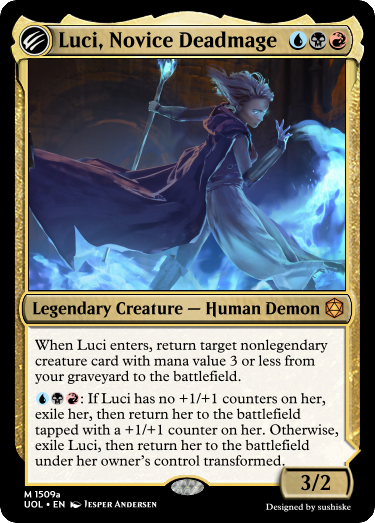 Luci, Novice Deadmage
Legendary Creature — Human Demon
When Luci enters, return target nonlegendary
creature card with mana value 3 or less from
your graveyard to the battlefield.
: If Luci has no +1/+1 counters on her,
exile her, then return her to the battlefield
tapped with a +1/+1 counter on her. Otherwise,
exile Luci, then return her to the battlefield
under her owner's control transformed.
3/2
M 1509a
UOL • EN Jesper Andersen
Designed by sushiske